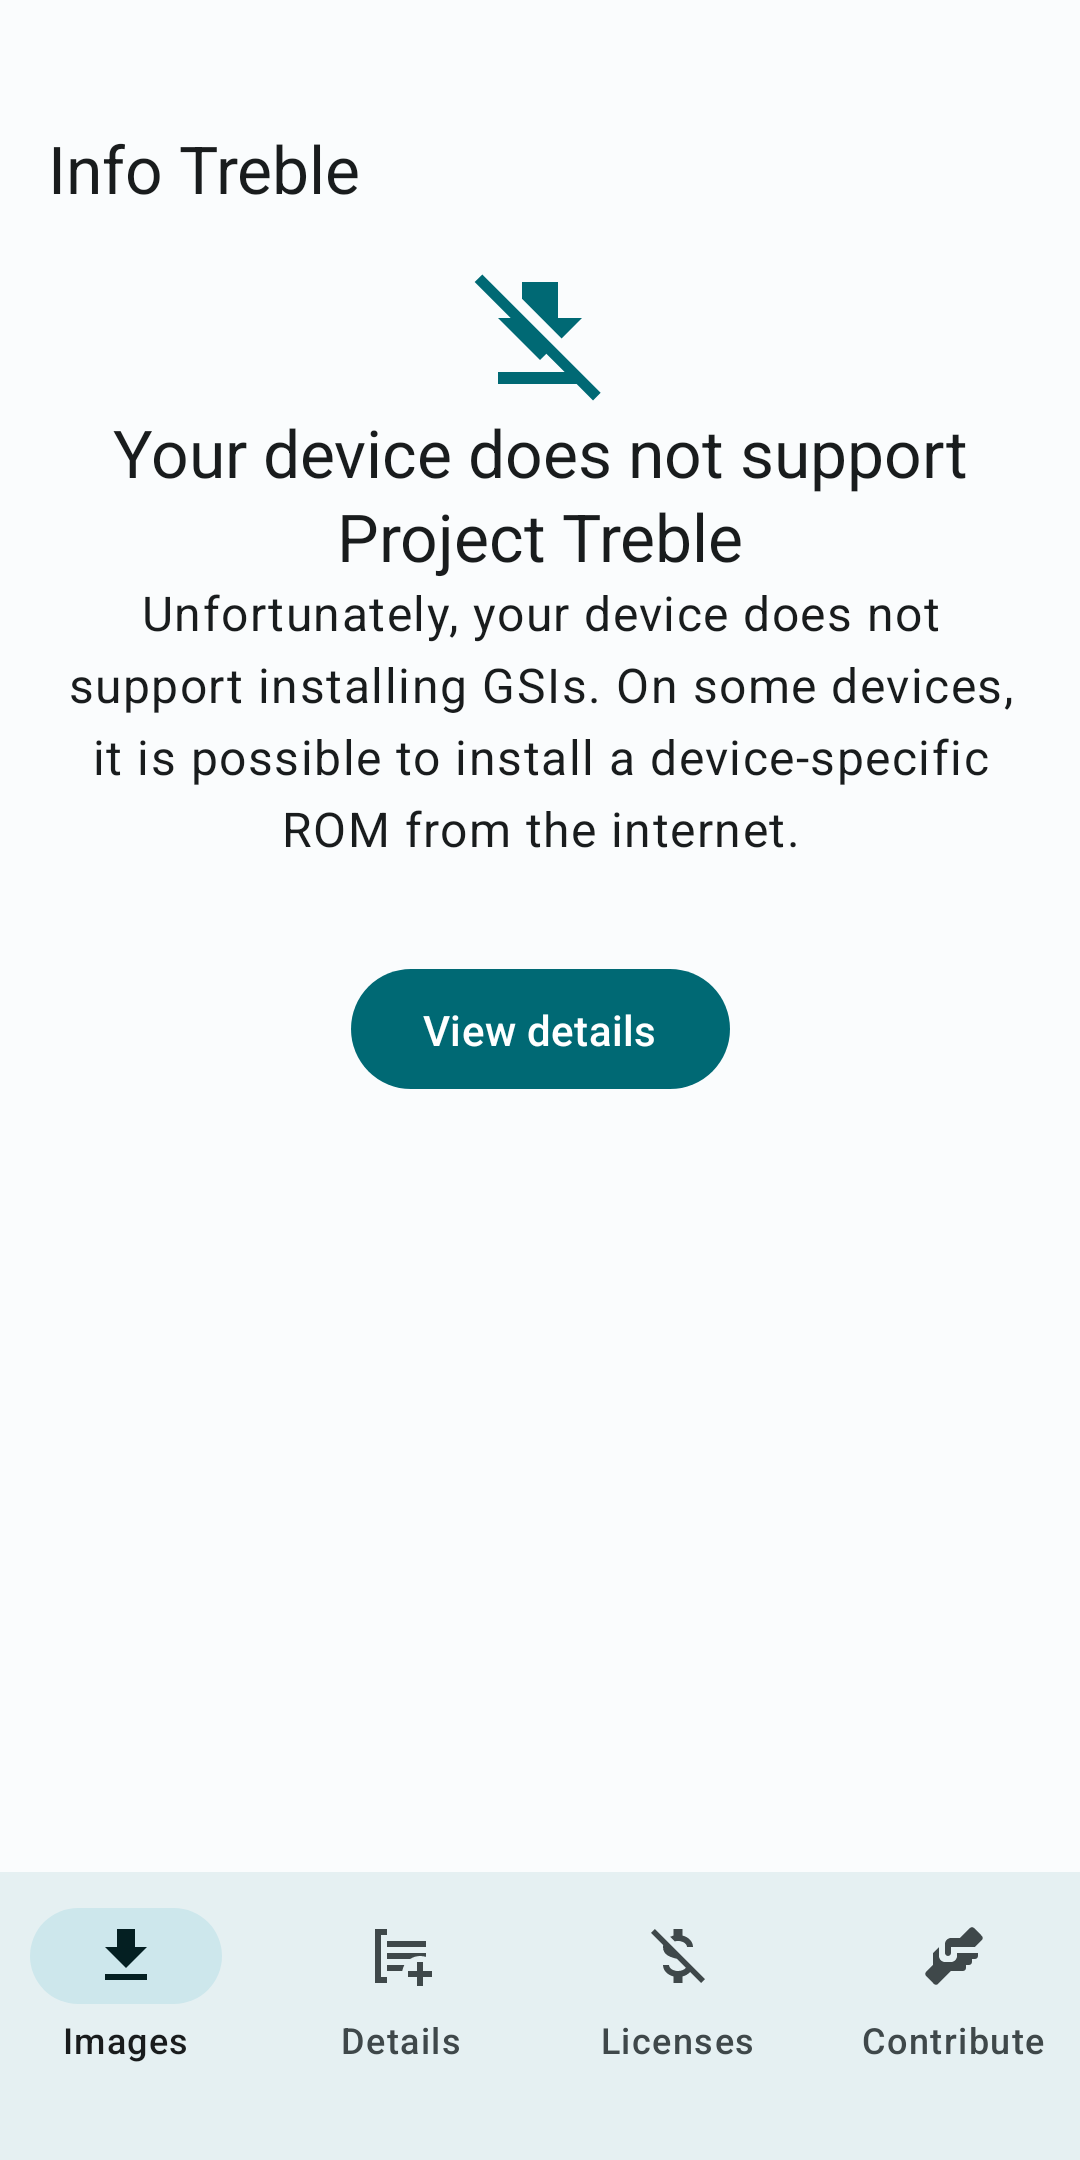 Info Treble
Your device does not support
Project Treble
Unfortunately, your device does not
support installing GSIs. On some devices,
it is possible to install a device-specific
ROM from the internet.
View details
Images
Details
Licenses
Contribute